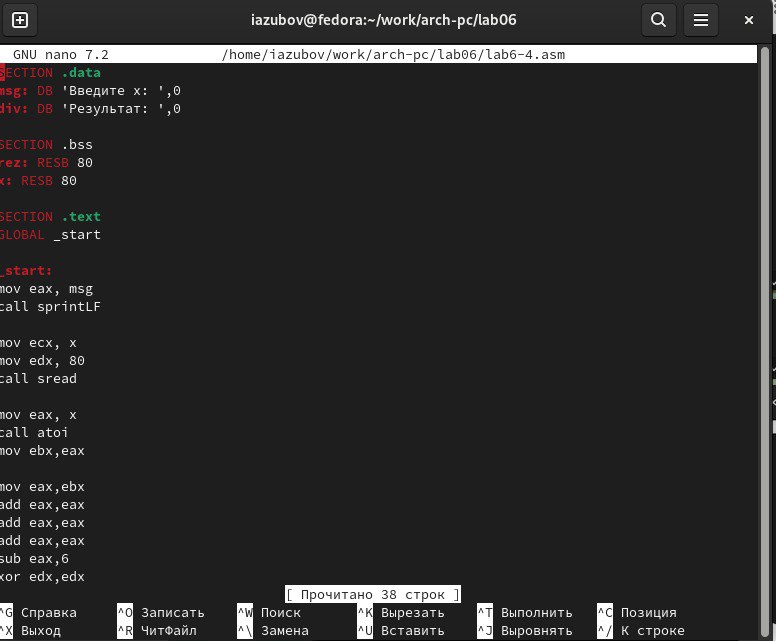 iazubov@fedora:~/work/arch-pc/lab06
GNU nano 7.2 /home/iazubov/work/arch-pc/lab06/lab6-4.asm
SECTION .data
msg: DB 'Введите x: ',0
div: DB 'Результат: ',0
SECTION .bss
rez: RESB 80
x: RESB 80
SECTION .text
GLOBAL _start
_start:
mov eax, msg
call sprintLF
mov ecx, x
mov edx, 80
call sread
mov eax, x
call atoi
mov ebx,eax
mov eax,ebx
add eax,eax
add eax,eax
add eax,eax
sub eax,6
xor edx,edx
[ Прочитано 38 строк ]
^G Справка ^O Записать ^W Поиск ^K Вырезать ^T Выполнить ^C Позиция
^X Выход ^R ЧитФайл ^\ Замена ^U Вставить ^J Выровнять ^/ К строке